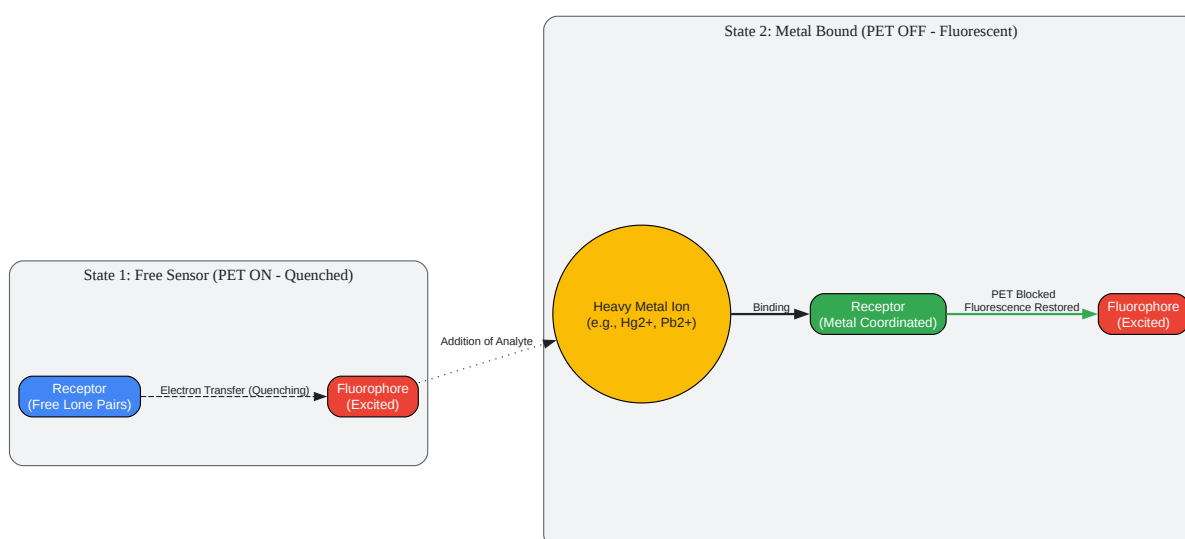 State 1: Free Sensor (PET ON - Quenched)
Receptor
(Free Lone Pairs)
Electron Transfer (Quenching)
Fluorophore
(Excited)
Addition of Analyte
State 2: Metal Bound (PET OFF - Fluorescent)
Heavy Metal Ion
(e.g., Hg2+, Pb2+)
Binding
Receptor
(Metal Coordinated)
PET Blocked
Fluorescence Restored
Fluorophore
(Excited)